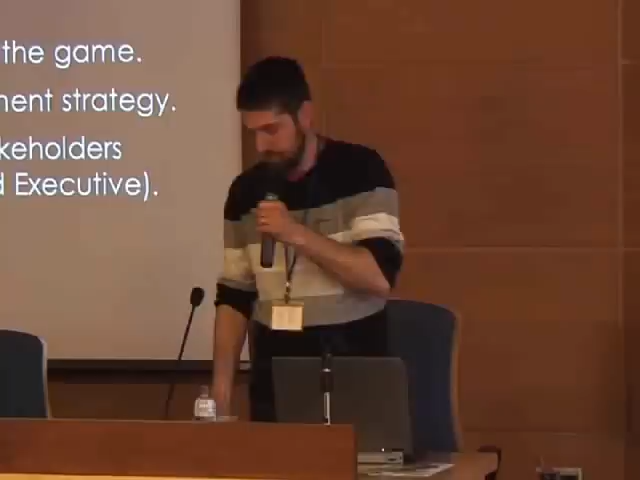 the game.
ment strategy.
keholders
d Executive).